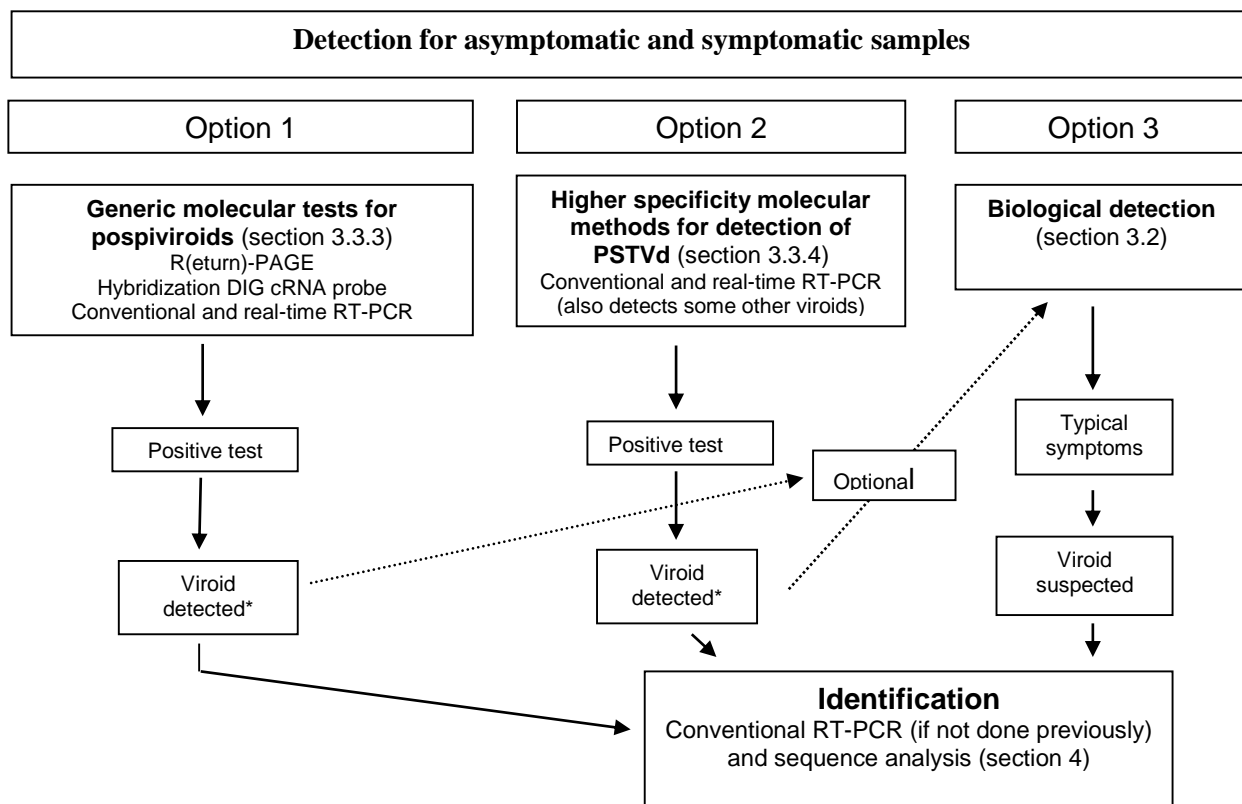 Detection for asymptomatic and symptomatic samples
Option 1
Option 2
Option 3
Generic molecular tests for
pospiviroids (section 3.3.3)
R(eturn)-PAGE
Hybridization DIG cRNA probe
Conventional and real-time RT-PCR
Higher specificity molecular
methods for detection of
PSTVd (section 3.3.4)
Conventional and real-time RT-PCR
(also detects some other viroids)
Biological detection
(section 3.2)
Positive test
Positive test
Typical
symptoms
Optional
Viroid
detected*
Viroid
detected*
Viroid
suspected
Identification
Conventional RT-PCR (if not done previously)
and sequence analysis (section 4)